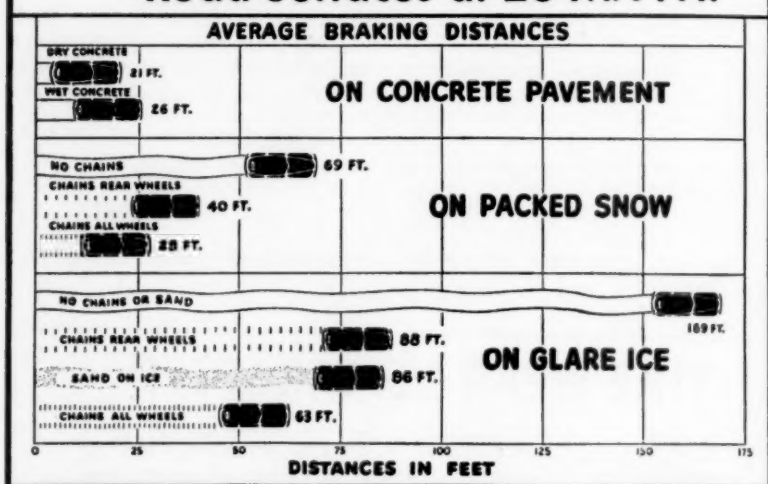 AVERAGE BRAKING DISTANCES
DRY CONCRETE
21 FT.
WET CONCRETE
26 FT.
ON CONCRETE PAVEMENT
NO CHAINS
69 FT.
CHAINS REAR WHEELS
40 FT.
ON PACKED SNOW
CHAINS ALL WHEELS
28 FT.
NO CHAINS OR SAND
169 FT.
CHAINS REAR WHEELS
88 FT.
ON GLARE ICE
SAND ON ICE
86 FT.
CHAINS ALL WHEELS
63 FT.
0 25 50 75 100 125 150 175
DISTANCES IN FEET